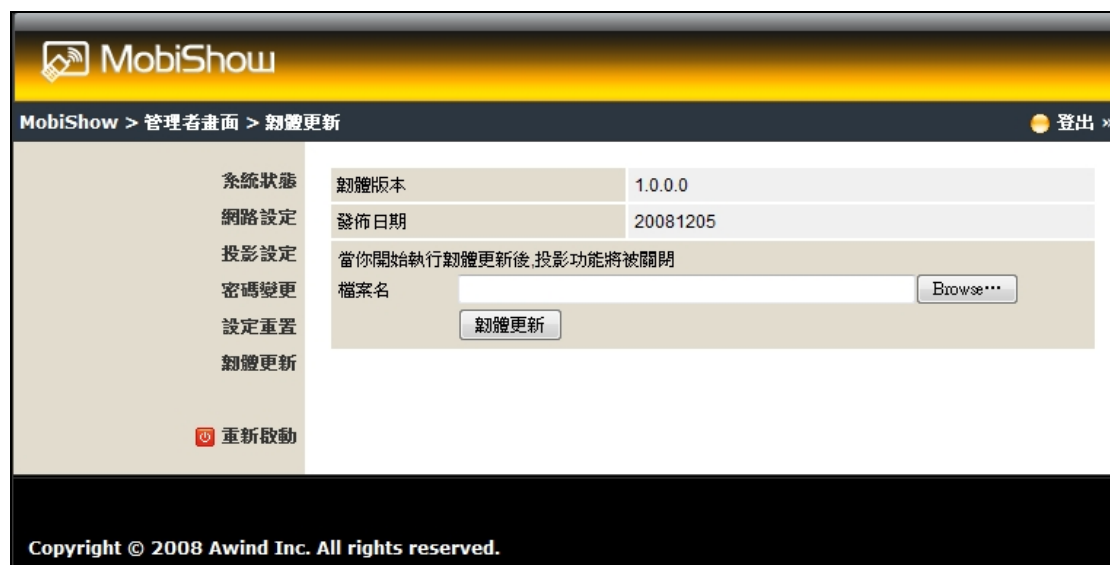 MobiShow
MobiShow > 管理者畫面 > 韌體更新
登出 »
系統狀態
網路設定
投影設定
密碼變更
設定重置
韌體更新
重新啟動
韌體版本 1.0.0.0
發佈日期 20081205
當你開始執行韌體更新後,投影功能將被關閉
檔案名 Browse…
韌體更新
Copyright © 2008 Awind Inc. All rights reserved.